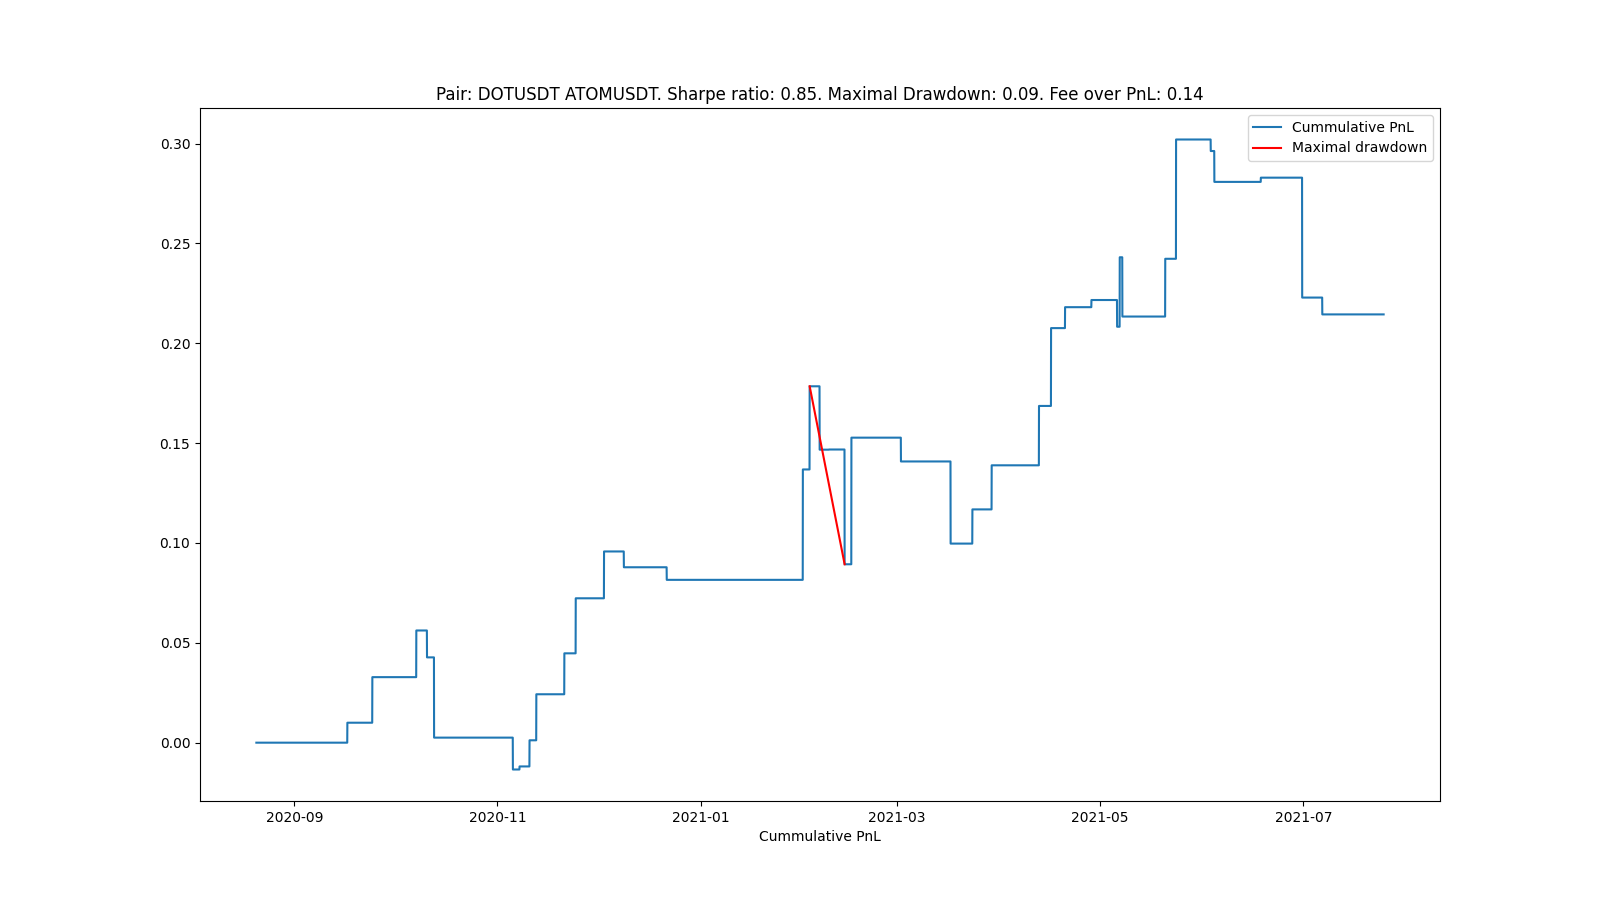 Pair: DOTUSDT ATOMUSDT. Sharpe ratio: 0.85. Maximal Drawdown: 0.09. Fee over PnL: 0.14
Cummulative PnL
Maximal drawdown
0.30
0.25
0.20
0.15
0.10
0.05
0.00
2020-09 2020-11 2021-01 2021-03 2021-05 2021-07
Cummulative PnL